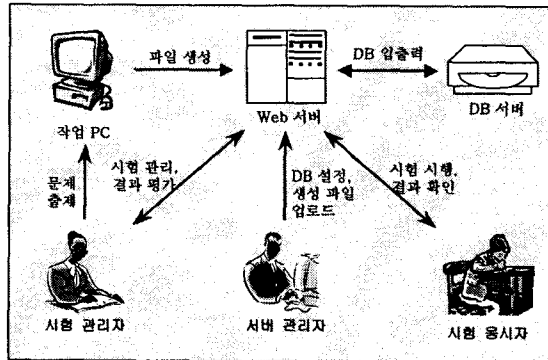 파일 생성
DB 입출력
작업 PC
Web 서버
DB 서버
문제
출제
시험 관리,
결과 평가
DB 설정,
생성 파일
업로드
시험 시행,
결과 확인
시험 관리자
서버 관리자
시험 응시자